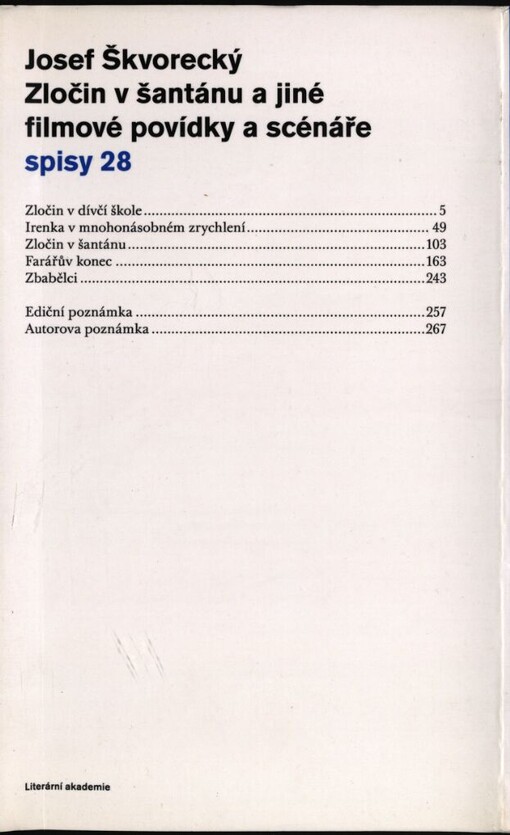 Josef Škvorecký
Zločin v šantánu a jiné
filmové povídky a scénáře
spisy 28
Zločin v dívčí škole ........ 5
Irenka v mnohonásobném zrychlení ........ 49
Zločin v šantánu ........ 103
Farářův konec ........ 163
Zbabělci ........ 243
Ediční poznámka ........ 257
Autorova poznámka ........ 267
Literární akademie